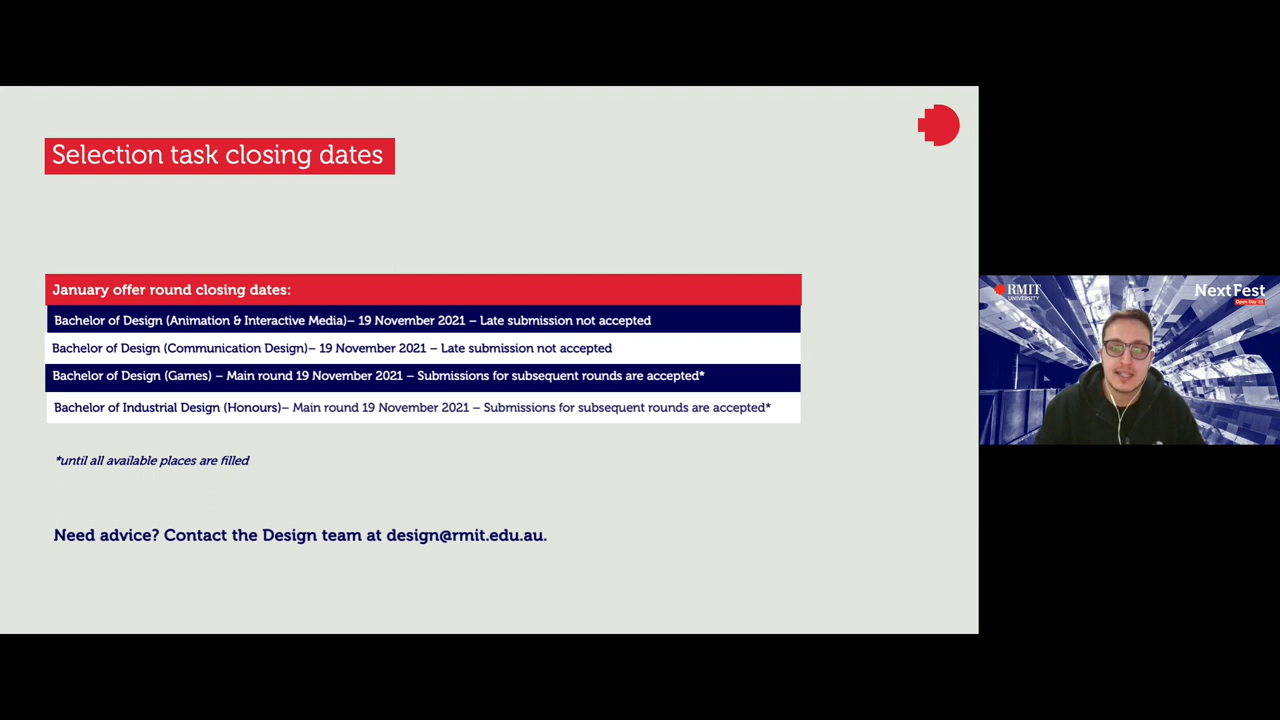 Selection task closing dates
January offer round closing dates:
Bachelor of Design (Animation & Interactive Media)– 19 November 2021 – Late submission not accepted
Bachelor of Design (Communication Design)– 19 November 2021 – Late submission not accepted
Bachelor of Design (Games) – Main round 19 November 2021 – Submissions for subsequent rounds are accepted*
Bachelor of Industrial Design (Honours)– Main round 19 November 2021 – Submissions for subsequent rounds are accepted*
*until all available places are filled
Need advice? Contact the Design team at design@rmit.edu.au.
RMIT
UNIVERSITY
NextFest
Open Day 21